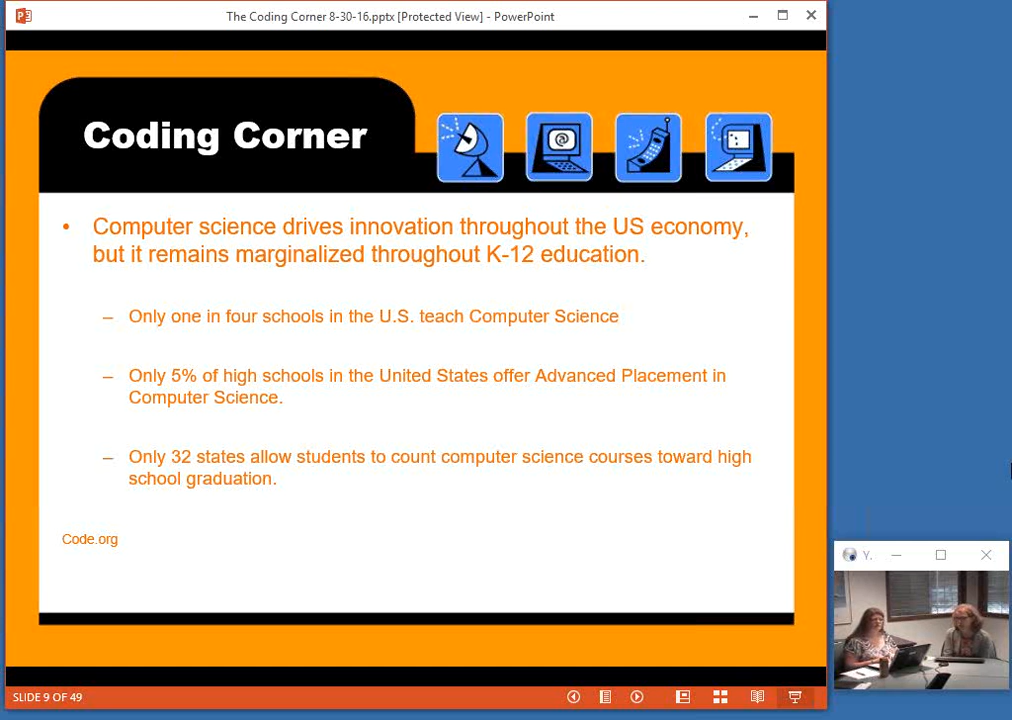 The Coding Corner 8-30-16.pptx [Protected View] - PowerPoint
Coding Corner
• Computer science drives innovation throughout the US economy,
but it remains marginalized throughout K-12 education.
– Only one in four schools in the U.S. teach Computer Science
– Only 5% of high schools in the United States offer Advanced Placement in
Computer Science.
– Only 32 states allow students to count computer science courses toward high
school graduation.
Code.org
Y.
SLIDE 9 OF 49